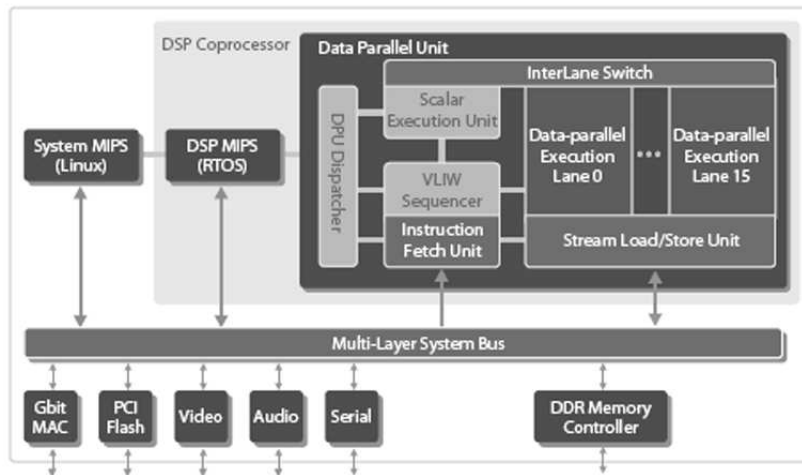 DSP Coprocessor
Data Parallel Unit
InterLane Switch
System MIPS
(Linux)
DSP MIPS
(RTOS)
DPU Dispatcher
Scalar
Execution Unit
VLIW
Sequencer
Instruction
Fetch Unit
Data-parallel
Execution
Lane 0
Data-parallel
Execution
Lane 15
Stream Load/Store Unit
Multi-Layer System Bus
Gbit
MAC
PCI
Flash
Video
Audio
Serial
DDR Memory
Controller